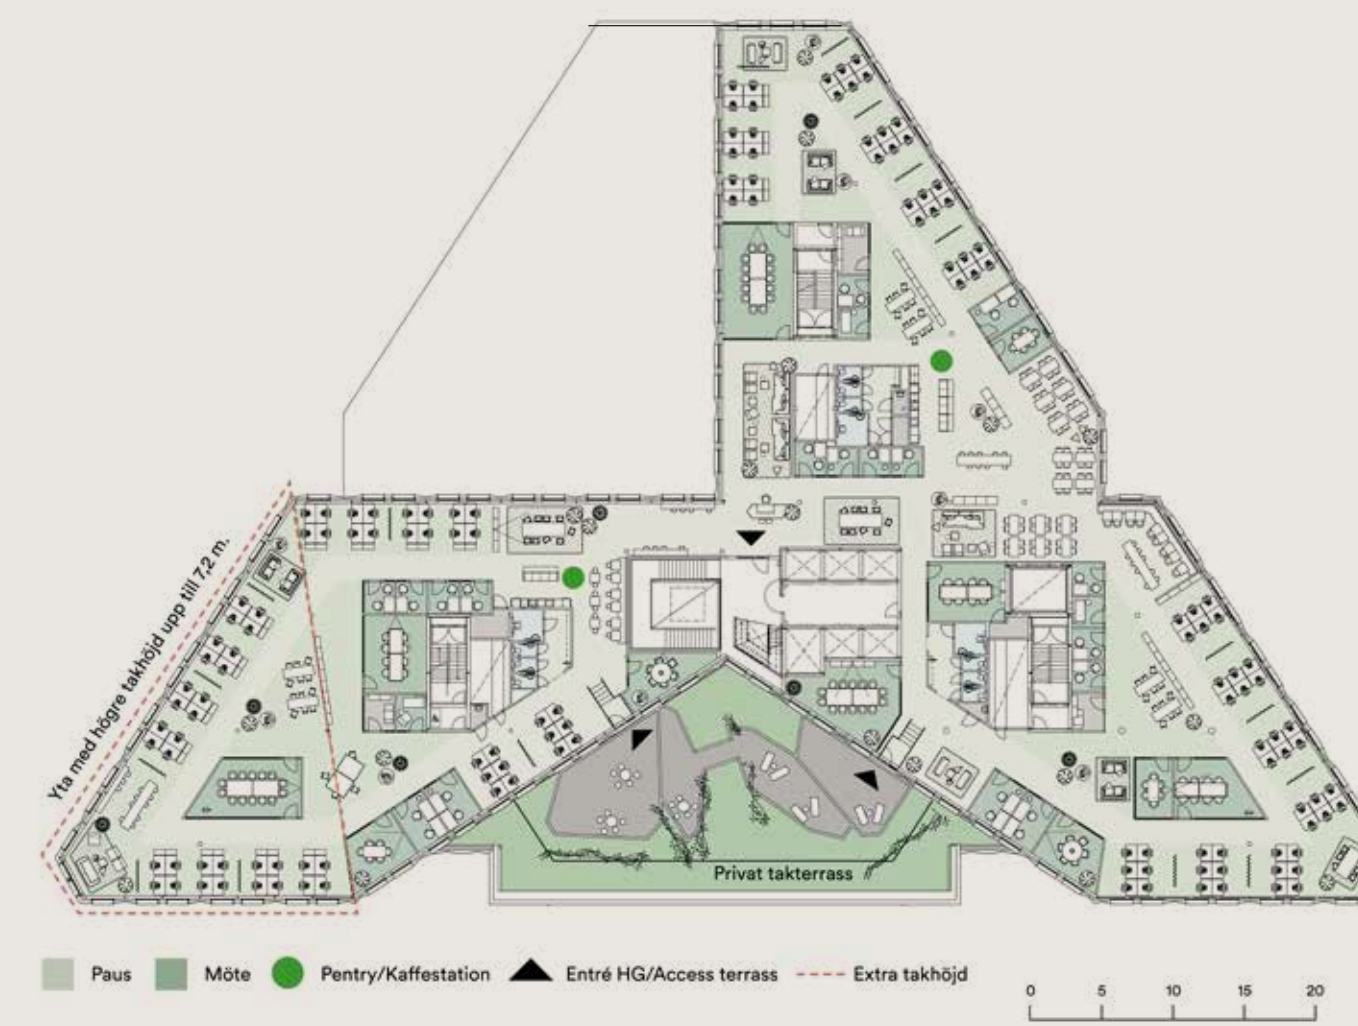 Yta med högre takhöjd upp till 7,2 m.
Privat takterrass
Paus
Möte
Pentry/Kaffestation
Entré HG/Access terrass
Extra takhöjd
0 5 10 15 20